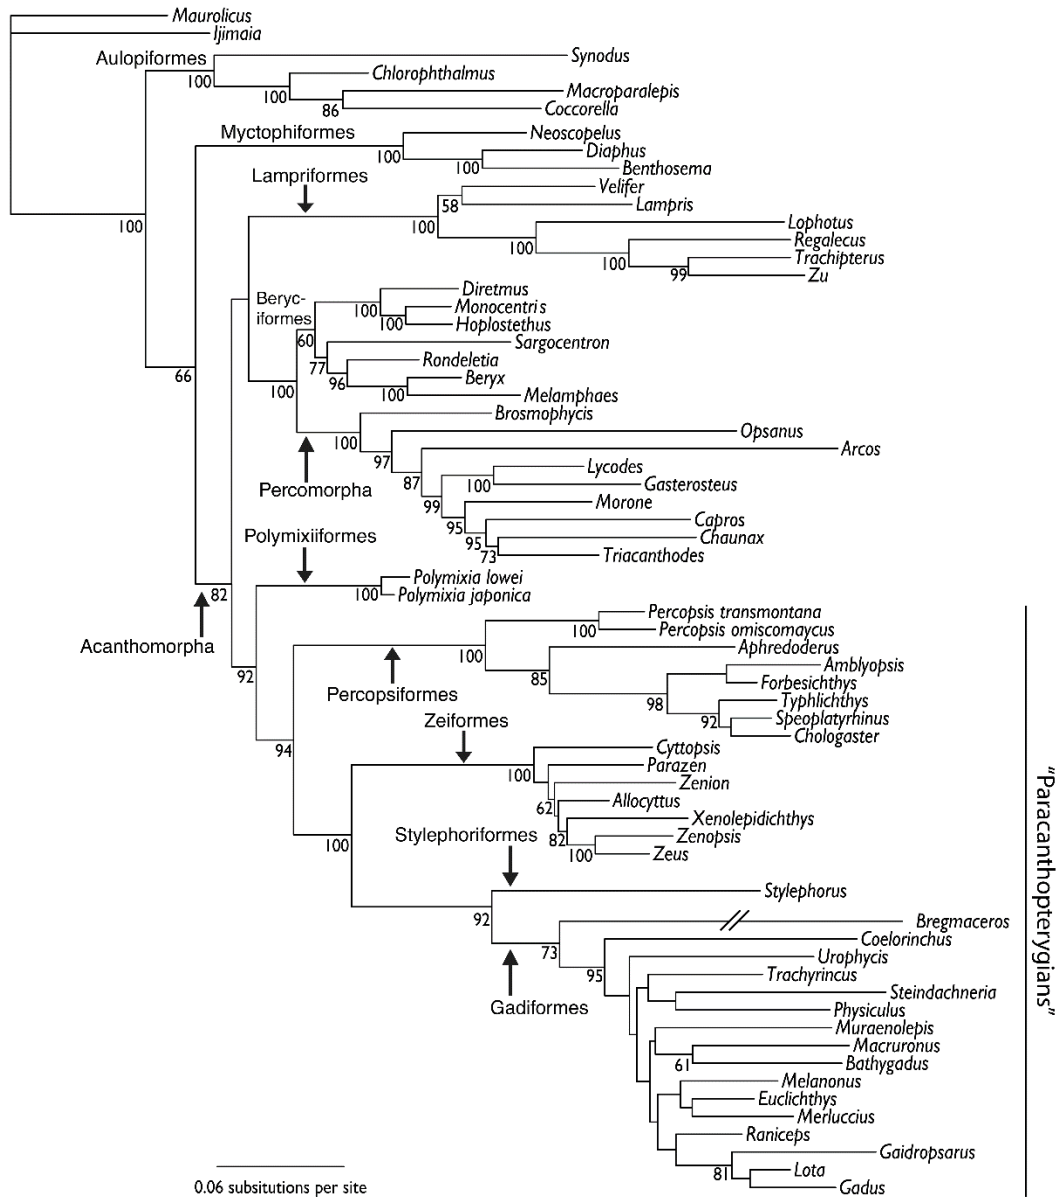 Maurolicus
Ijimaia
Aulopiformes
Synodus
100
Chlorophthalmus
100
Macroparalepis
86
Coccorella
Myctophiformes
Neoscopelus
100
Diaphus
100
Benthosema
Lampriformes
Velifer
58
Lampris
100
100
Lophotus
100
Regalecus
100
Trachipterus
99
Zu
Beryc-
iformes
Diretmus
100
Monocentris
100
Hoplostethus
60
Sargocentron
77
Rondeletia
96
Beryx
100
Melamphaes
66
100
Brosmophycis
100
Opsanus
97
Arcos
87
Lycodes
100
Gasterosteus
99
Percomorpha
Morone
95
Capros
95
Chaunax
73
Triacanthodes
Polymixiiformes
Polymixia lowei
100
Polymixia japonica
82
Acanthomorpha
Percopsis transmontana
100
Percopsis omiscomaycus
100
Aphredoderus
92
85
Amblyopsis
Forbesichthys
98
Typhlichthys
92
Speoplatyrhinus
Chologaster
Percopsiformes
Zeiformes
94
Cyttopsis
100
Parazen
Zenion
62
Allocyttus
Xenolepidichthys
82
Zenopsis
100
Zeus
Stylephoriformes
100
Stylephorus
92
Bregmaceros
73
Coelorinchus
95
Urophycis
Trachyrincus
Steindachneria
Physiculus
Gadiformes
Muraenolepis
Macruronus
61
Bathygadus
Melanonus
Euclichthys
Merluccius
Raniceps
Gaidropsarus
81
Lota
Gadus
"Paracanthopterygians"
0.06 subsitutions per site